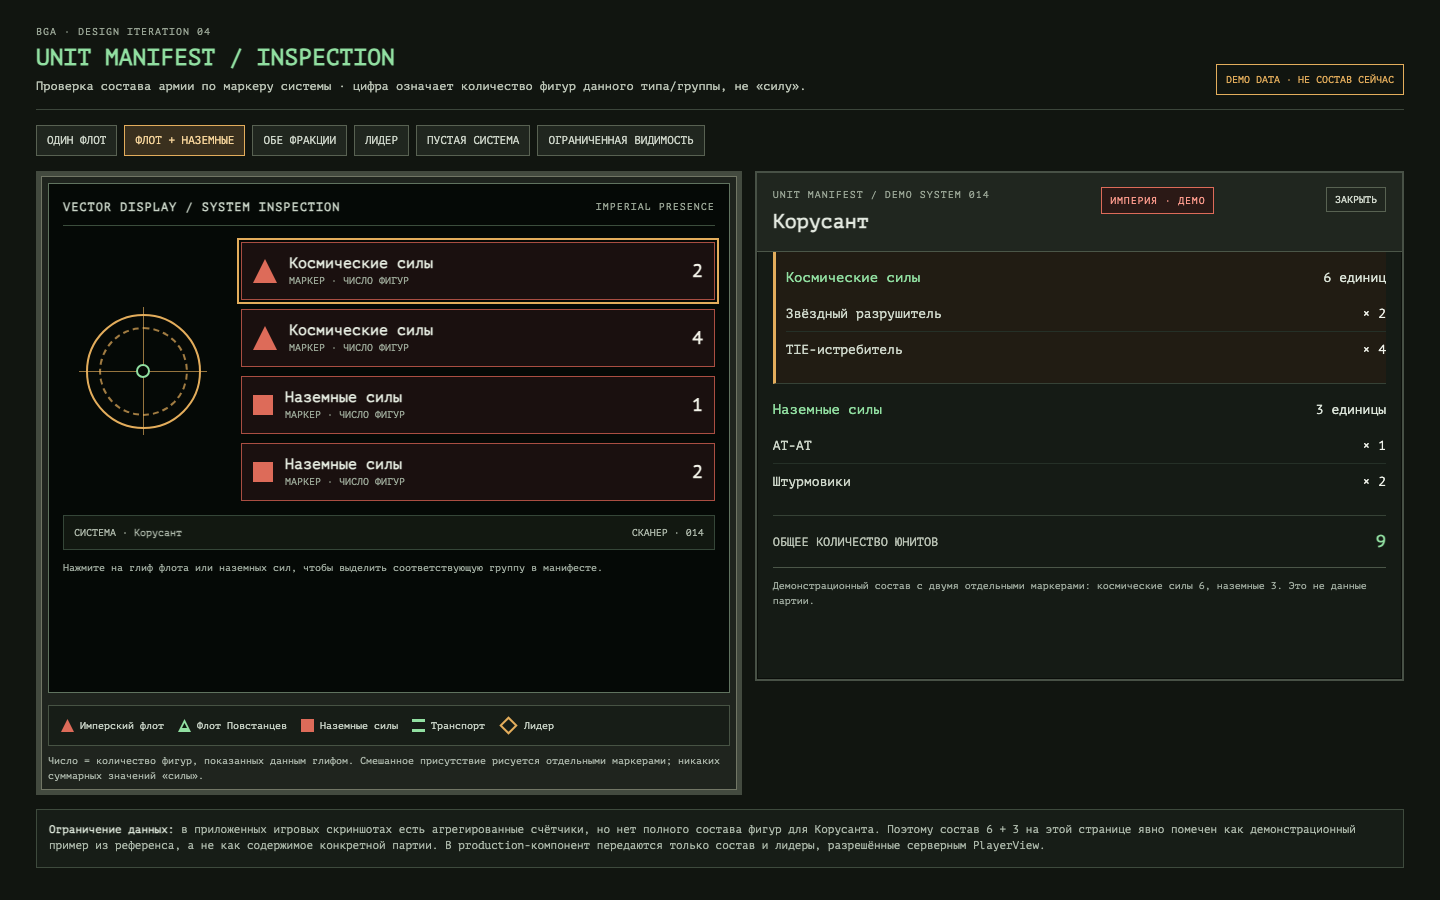 BGA · DESIGN ITERATION 04
UNIT MANIFEST / INSPECTION
Проверка состава армии по маркеру системы · цифра означает количество фигур данного типа/группы, не «силу».
DEMO DATA · НЕ СОСТАВ СЕЙЧАС
ОДИН ФЛОТ
ФЛОТ + НАЗЕМНЫЕ
ОБЕ ФРАКЦИИ
ЛИДЕР
ПУСТАЯ СИСТЕМА
ОГРАНИЧЕННАЯ ВИДИМОСТЬ
VECTOR DISPLAY / SYSTEM INSPECTION
IMPERIAL PRESENCE
Космические силы
МАРКЕР · ЧИСЛО ФИГУР
2
Космические силы
МАРКЕР · ЧИСЛО ФИГУР
4
Наземные силы
МАРКЕР · ЧИСЛО ФИГУР
1
Наземные силы
МАРКЕР · ЧИСЛО ФИГУР
2
СИСТЕМА · Корусант
СКАНЕР · 014
Нажмите на глиф флота или наземных сил, чтобы выделить соответствующую группу в манифесте.
Имперский флот
Флот Повстанцев
Наземные силы
Транспорт
Лидер
Число = количество фигур, показанных данным глифом. Смешанное присутствие рисуется отдельными маркерами; никаких
суммарных значений «силы».
UNIT MANIFEST / DEMO SYSTEM 014
Корусант
ИМПЕРИЯ · ДЕМО
ЗАКРЫТЬ
Космические силы
6 единиц
Звёздный разрушитель
× 2
TIE-истребитель
× 4
Наземные силы
3 единицы
AT-AT
× 1
Штурмовики
× 2
ОБЩЕЕ КОЛИЧЕСТВО ЮНИТОВ
9
Демонстрационный состав с двумя отдельными маркерами: космические силы 6, наземные 3. Это не данные
партии.
Ограничение данных: в приложенных игровых скриншотах есть агрегированные счётчики, но нет полного состава фигур для Корусанта. Поэтому состав 6 + 3 на этой странице явно помечен как демонстрационный
пример из референса, а не как содержимое конкретной партии. В production-компонент передаются только состав и лидеры, разрешённые серверным PlayerView.